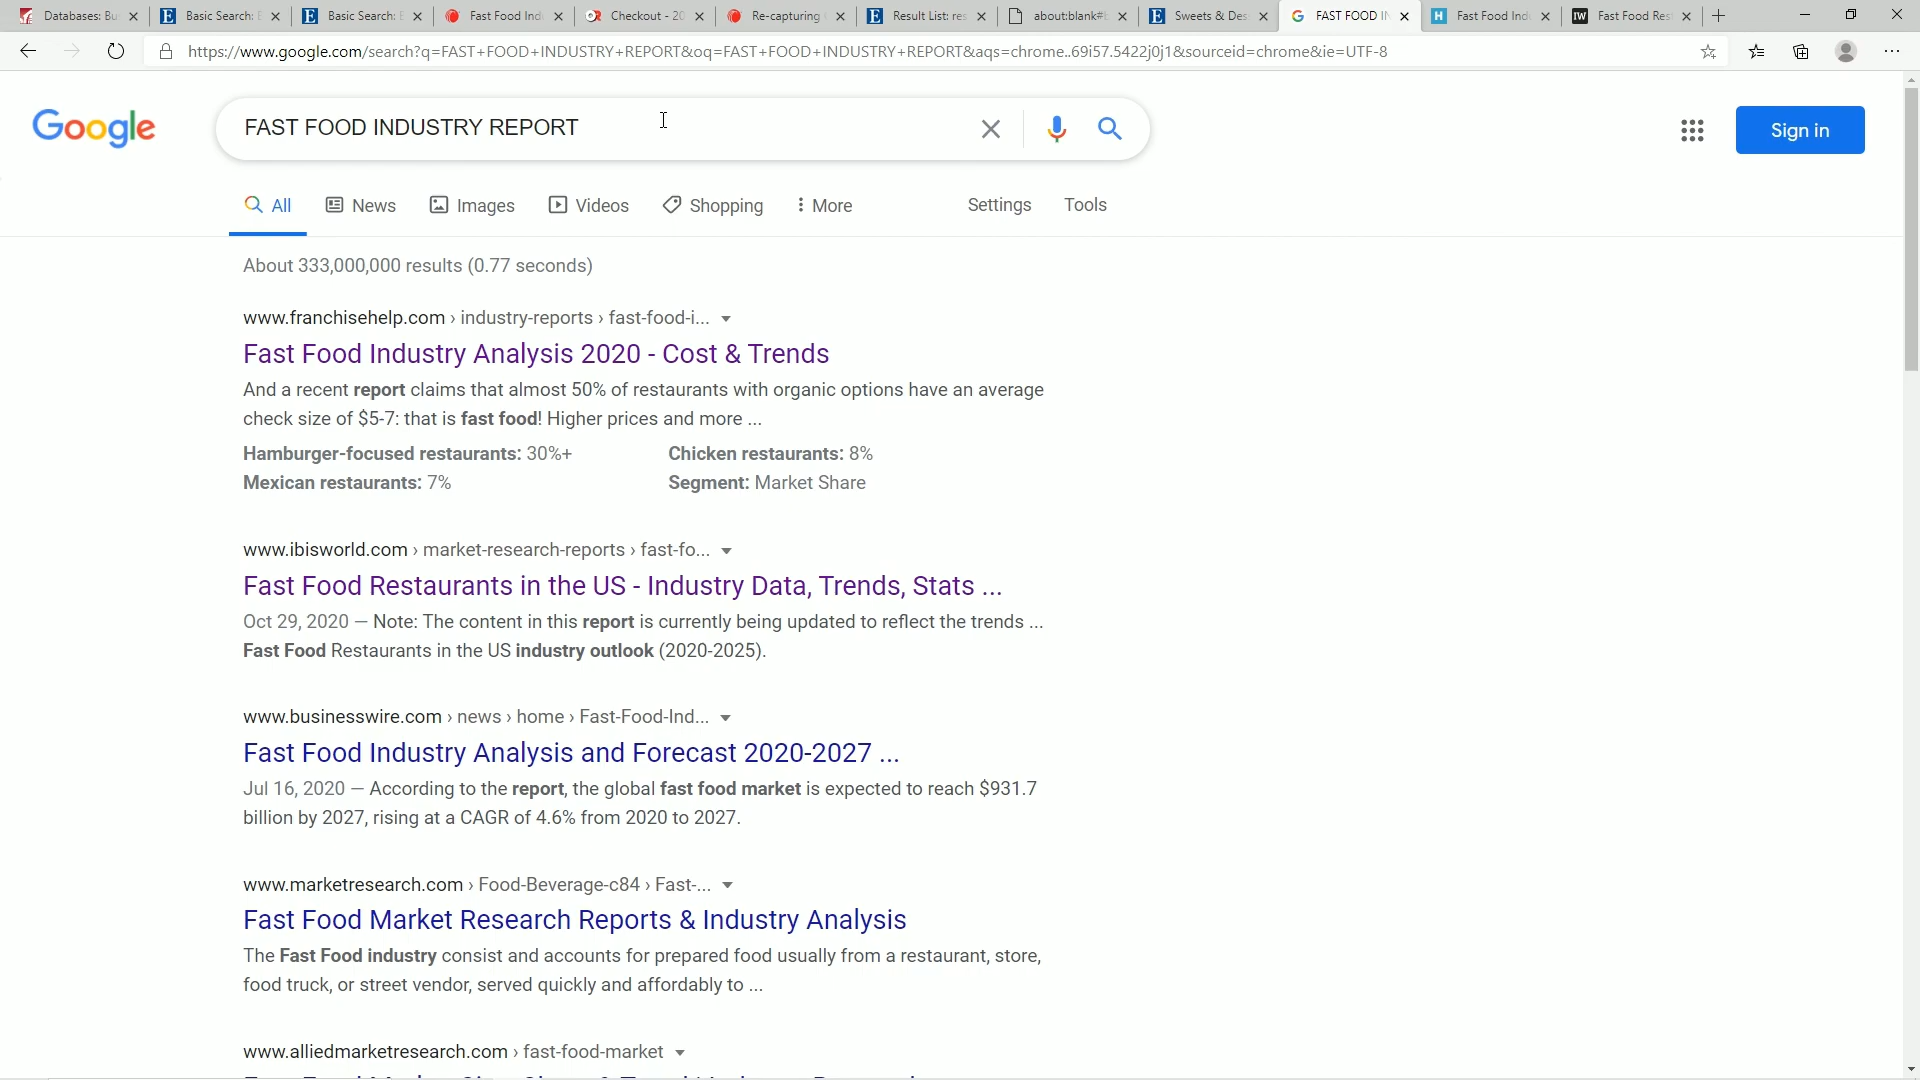 Databases: Bu
Basic Search: E
Basic Search: E
Fast Food Ind
Checkout - 20
Re-capturing
Result List: re
about:blank#b
Sweets & Des
FAST FOOD IN
Fast Food Ind
Fast Food Res
https://www.google.com/search?q=FAST+FOOD+INDUSTRY+REPORT&oq=FAST+FOOD+INDUSTRY+REPORT&aqs=chrome..69i57.5422j0j1&sourceid=chrome&ie=UTF-8
Google
FAST FOOD INDUSTRY REPORT
Sign in
All
News
Images
Videos
Shopping
More
Settings
Tools
About 333,000,000 results (0.77 seconds)
www.franchisehelp.com › industry-reports › fast-food-i...
Fast Food Industry Analysis 2020 - Cost & Trends
And a recent report claims that almost 50% of restaurants with organic options have an average
check size of $5-7: that is fast food! Higher prices and more ...
Hamburger-focused restaurants: 30%+
Chicken restaurants: 8%
Mexican restaurants: 7%
Segment: Market Share
www.ibisworld.com › market-research-reports › fast-fo...
Fast Food Restaurants in the US - Industry Data, Trends, Stats ...
Oct 29, 2020 — Note: The content in this report is currently being updated to reflect the trends ...
Fast Food Restaurants in the US industry outlook (2020-2025).
www.businesswire.com › news › home › Fast-Food-Ind...
Fast Food Industry Analysis and Forecast 2020-2027 ...
Jul 16, 2020 — According to the report, the global fast food market is expected to reach $931.7
billion by 2027, rising at a CAGR of 4.6% from 2020 to 2027.
www.marketresearch.com › Food-Beverage-c84 › Fast-...
Fast Food Market Research Reports & Industry Analysis
The Fast Food industry consist and accounts for prepared food usually from a restaurant, store,
food truck, or street vendor, served quickly and affordably to ...
www.alliedmarketresearch.com › fast-food-market